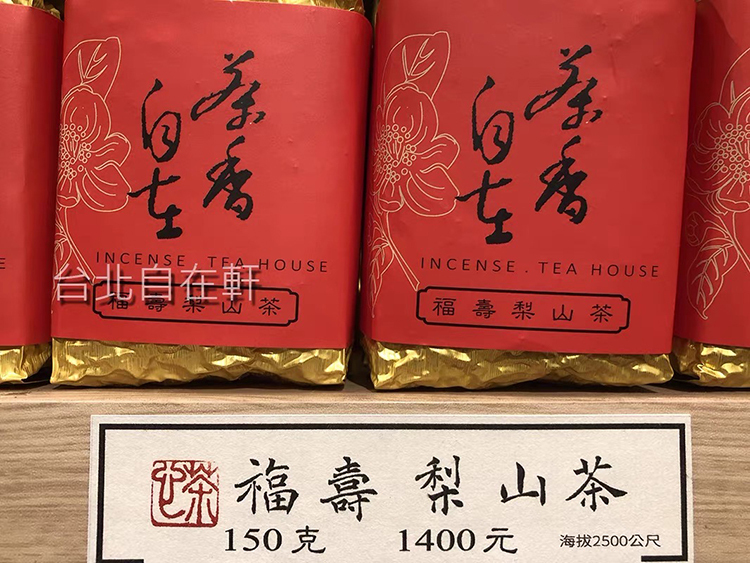 茶香
自在
INCENSE . TEA HOUSE
福壽梨山茶
茶香
自在
INCENSE . TEA HOUSE
福壽梨山茶
台北自在軒
福壽梨山茶
150克 1400元 海拔2500公尺